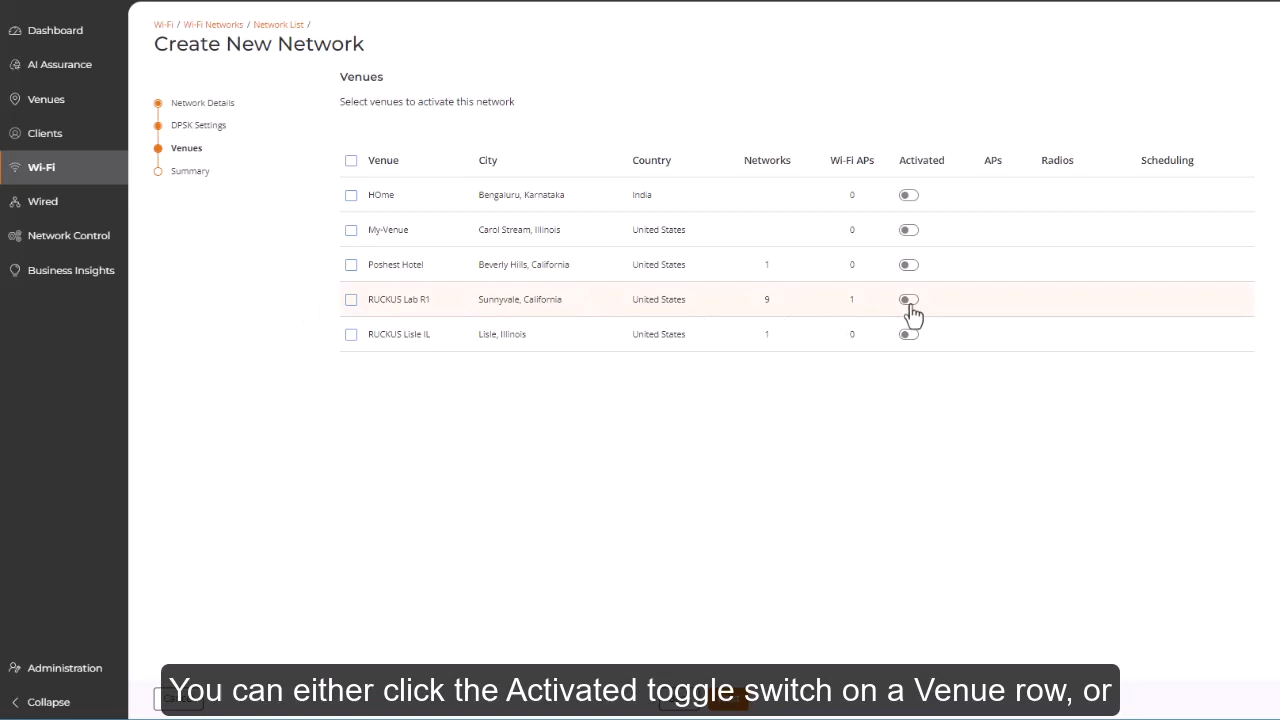 Dashboard
AI Assurance
Venues
Clients
Wi-Fi
Wired
Network Control
Business Insights
Administration
Collapse
Wi-Fi / Wi-Fi Networks / Network List /
Create New Network
Network Details
DPSK Settings
Venues
Summary
Venues
Select venues to activate this network
Venue City Country Networks Wi-Fi APs Activated APs Radios Scheduling
HOme Bengaluru, Karnataka India 0
My-Venue Carol Stream, Illinois United States 0
Poshest Hotel Beverly Hills, California United States 1 0
RUCKUS Lab R1 Sunnyvale, California United States 9 1
RUCKUS Lisle IL Lisle, Illinois United States 1 0
You can either click the Activated toggle switch on a Venue row, or